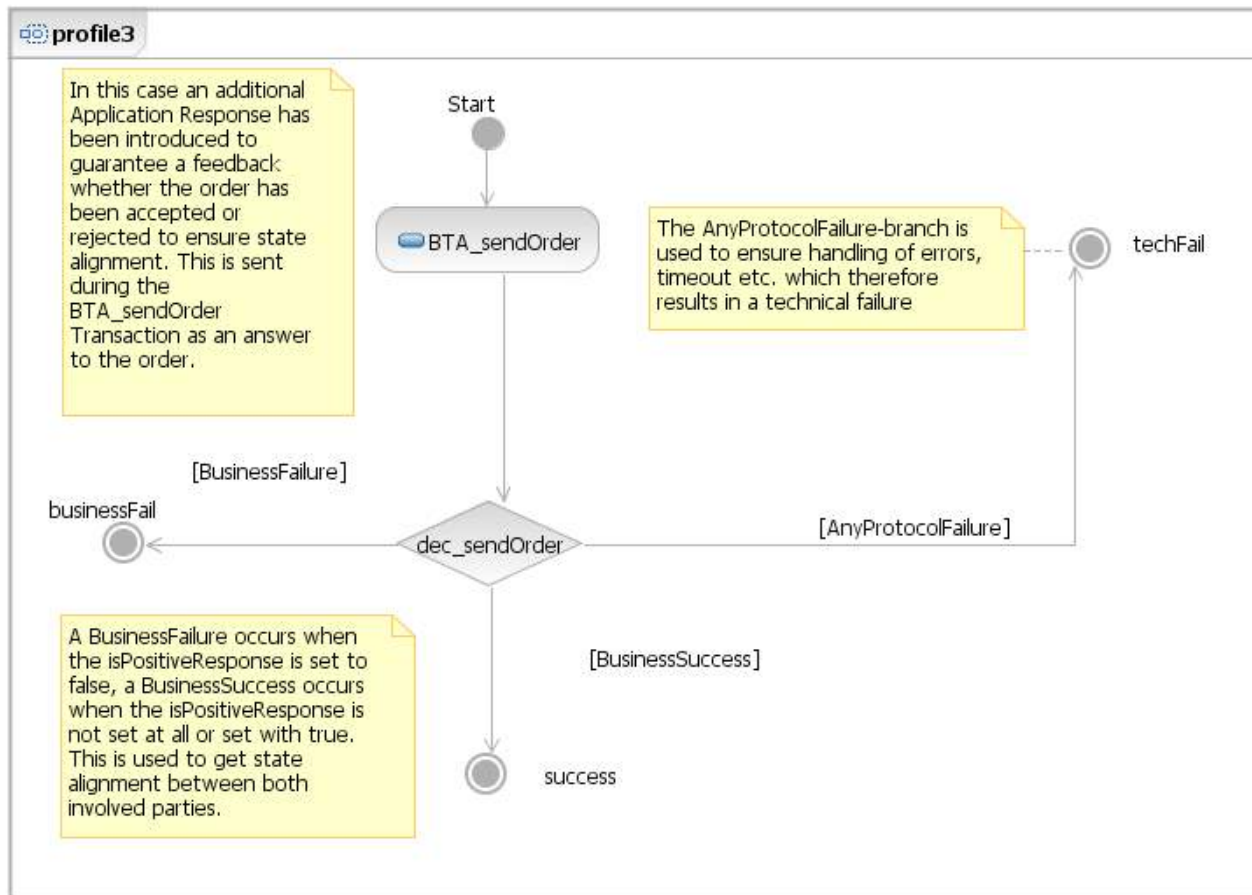 profile3
In this case an additional
Application Response has
been introduced to
guarantee a feedback
whether the order has
been accepted or
rejected to ensure state
alignment. This is sent
during the
BTA_sendOrder
Transaction as an answer
to the order.
Start
BTA_sendOrder
The AnyProtocolFailure-branch is
used to ensure handling of errors,
timeout etc. which therefore
results in a technical failure
techFail
[BusinessFailure]
businessFail
dec_sendOrder
[AnyProtocolFailure]
A BusinessFailure occurs when
the isPositiveResponse is set to
false, a BusinessSuccess occurs
when the isPositiveResponse is
not set at all or set with true.
This is used to get state
alignment between both
involved parties.
[BusinessSuccess]
success